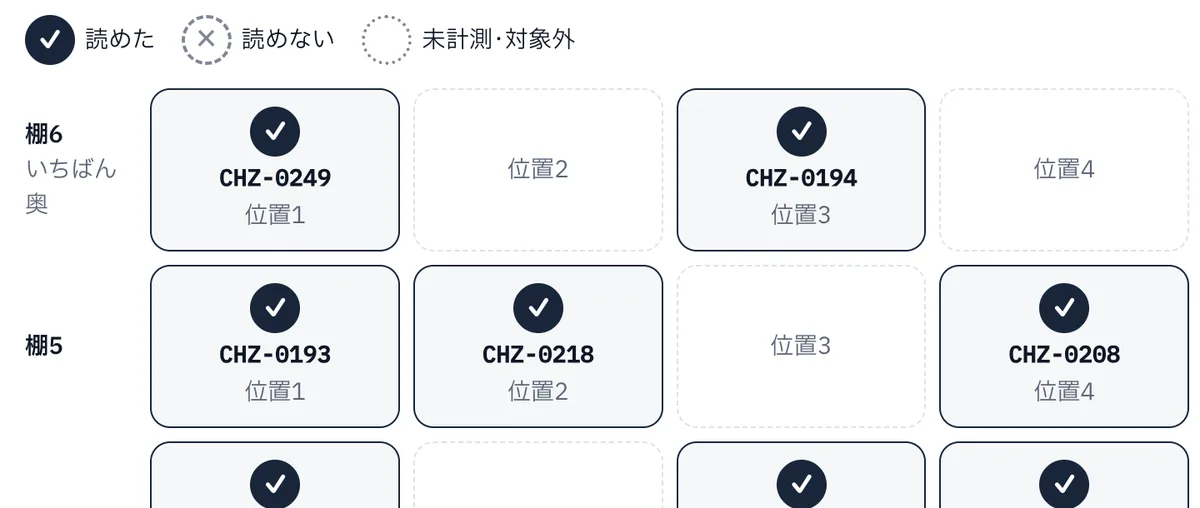 読めた 読めない 未計測·対象外
棚6
いちばん
奥
CHZ-0249
位置1
位置2
CHZ-0194
位置3
位置4
棚5
CHZ-0193
位置1
CHZ-0218
位置2
位置3
CHZ-0208
位置4